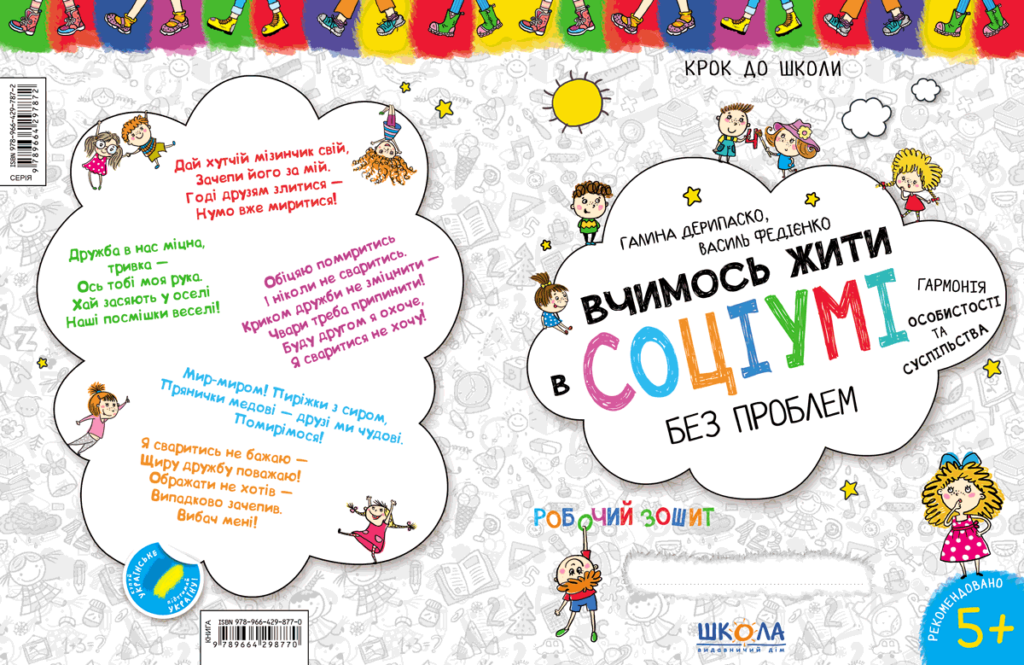 ISBN 978-966-429-787-2
9 789664 297872
СЕРІЯ
Дай хутчій мізинчик свій,
Зачепи його за мій.
Годі друзям злитися —
Нумо вже миритися!
Дружба в нас міцна,
тривка —
Ось тобі моя рука.
Хай засяють у оселі
Наші посмішки веселі!
Обіцяю помиритись
І ніколи не сваритись.
Криком дружби не зміцнити —
Чвари треба припинити!
Буду другом я охоче,
Я сваритися не хочу!
Мир-миром! Пиріжки з сиром,
Прянички медові — друзі ми чудові.
Помирімося!
Я сваритись не бажаю —
Щиру дружбу поважаю!
Ображати не хотів —
Випадково зачепив.
Вибач мені!
УКРАЇНСЬКЕ
УКРАЇНУ!
КНИГА
ISBN 978-966-429-877-0
9 789664 298770
КРОК ДО ШКОЛИ
Ч
ГАЛИНА ДЕРИПАСКО,
ВАСИЛЬ ФЕДІЄНКО
ВЧИМОСЬ ЖИТИ
В СОЦІУМІ
БЕЗ ПРОБЛЕМ
ГАРМОНІЯ
ОСОБИСТОСТІ
ТА
СУСПІЛЬСТВА
РОБОЧИЙ ЗОШИТ
ШКОЛА
видавничий дім
РЕКОМЕНДОВАНО
5+